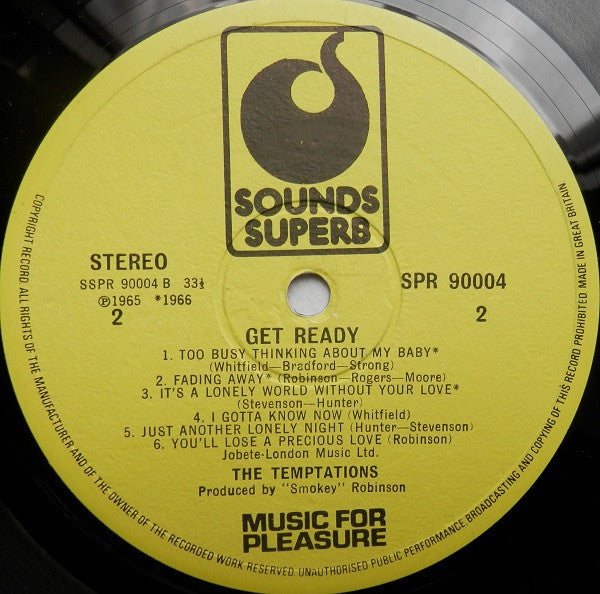 SOUNDS
SUPERB
STEREO
SSPR 90004 B 33⅓
Ⓟ1965 *1966
2
SPR 90004
2
GET READY
1. TOO BUSY THINKING ABOUT MY BABY*
(Whitfield—Bradford—Strong)
2. FADING AWAY* (Robinson—Rogers—Moore)
3. IT'S A LONELY WORLD WITHOUT YOUR LOVE*
(Stevenson—Hunter)
4. I GOTTA KNOW NOW (Whitfield)
5. JUST ANOTHER LONELY NIGHT (Hunter—Stevenson)
6. YOU'LL LOSE A PRECIOUS LOVE (Robinson)
Jobete-London Music Ltd.
THE TEMPTATIONS
Produced by "Smokey" Robinson
MUSIC FOR
PLEASURE
COPYRIGHT RECORD. ALL RIGHTS OF THE MANUFACTURER AND OF THE OWNER OF THE RECORDED WORK RESERVED. UNAUTHORISED PUBLIC PERFORMANCE, BROADCASTING AND COPYING OF THIS RECORD PROHIBITED. MADE IN GREAT BRITAIN